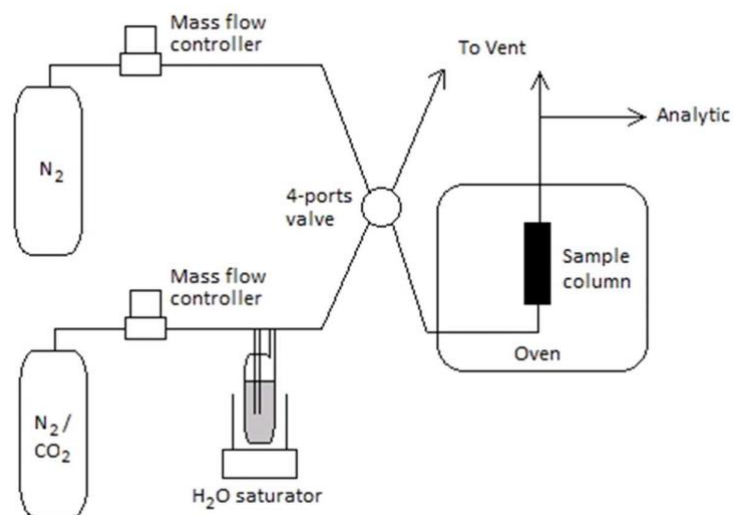 Mass flow
controller
To Vent
Analytic
N₂
4-ports
valve
Mass flow
controller
Sample
column
Oven
N₂ /
CO₂
H₂O saturator